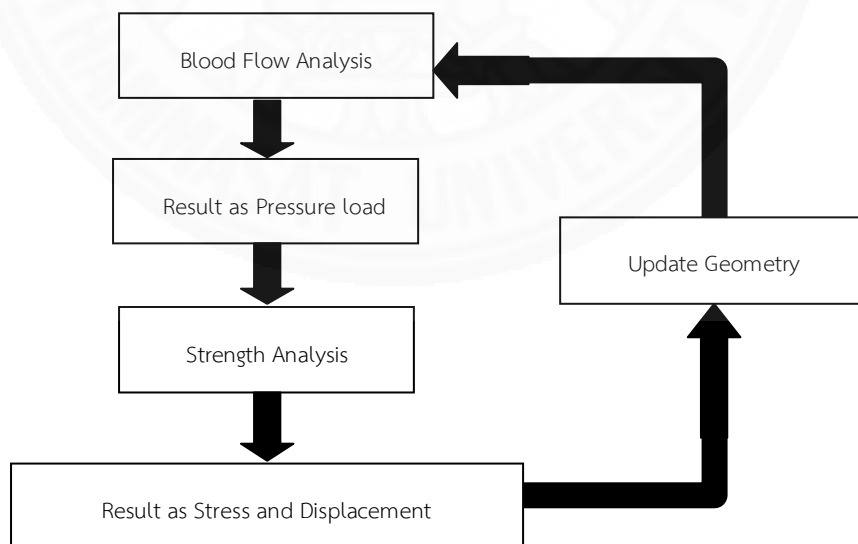 Blood Flow Analysis
Result as Pressure load
Update Geometry
Strength Analysis
Result as Stress and Displacement